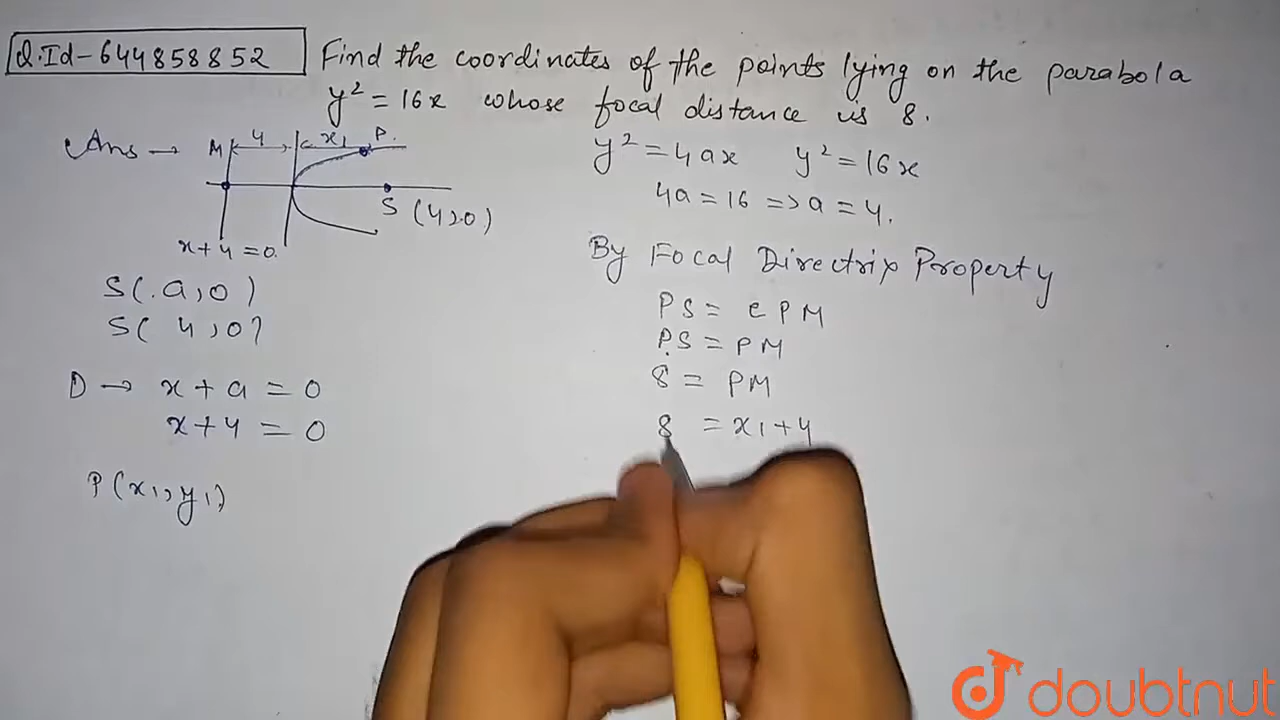 Q.Id-644858852 Find the coordinates of the points lying on the parabola
y² = 16x whose focal distance is 8.
Ans → M 4 x₁ P.
S (4,0)
x+4=0.
S(.a,0)
S( 4,0)
D → x+a=0
x+4=0
P(x₁,y₁)
y²=4ax y²=16x
4a=16 => a=4.
By Focal Directrix Property
PS= ePM
PS=PM
8 = PM
8 = x₁+4
doubtnut